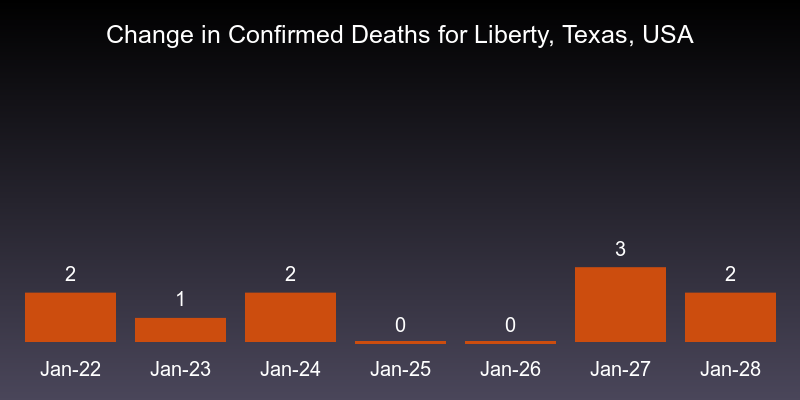 Change in Confirmed Deaths for Liberty, Texas, USA
3
2 2 2
1
0 0
Jan-22 Jan-23 Jan-24 Jan-25 Jan-26 Jan-27 Jan-28